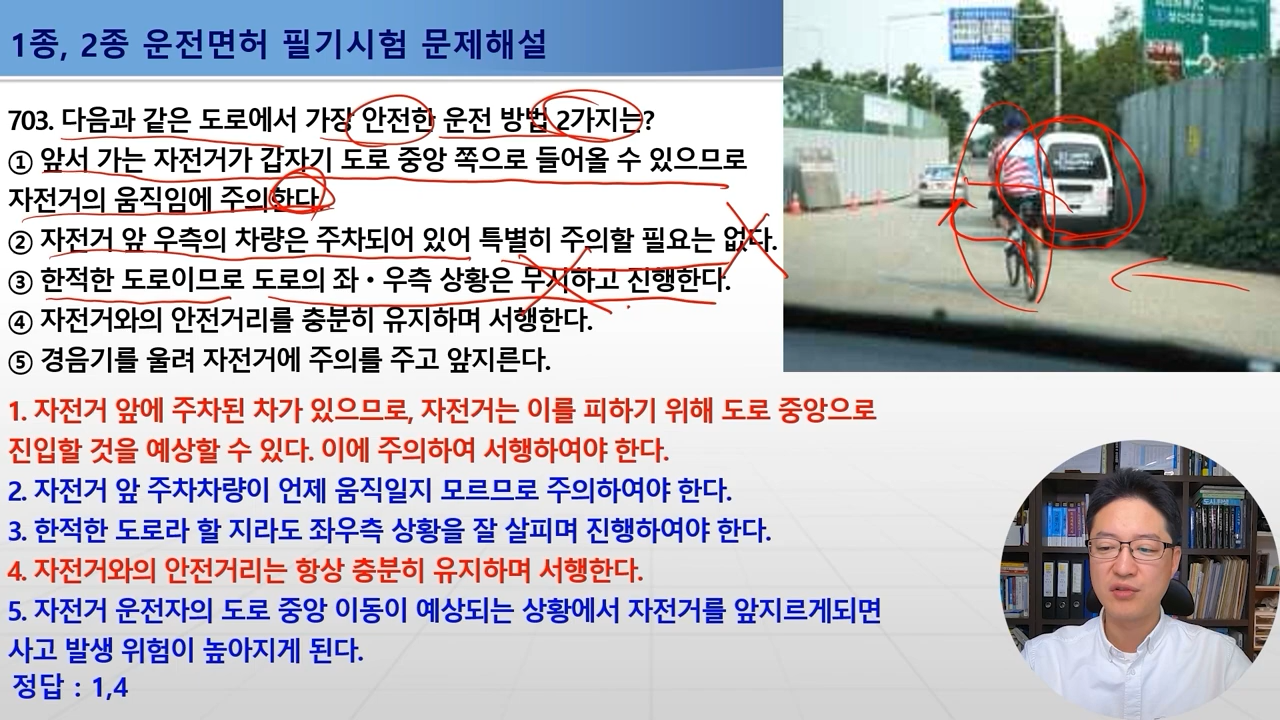 1종, 2종 운전면허 필기시험 문제해설
703. 다음과 같은 도로에서 가장 안전한 운전 방법 2가지는?
① 앞서 가는 자전거가 갑자기 도로 중앙 쪽으로 들어올 수 있으므로
자전거의 움직임에 주의한다.
② 자전거 앞 우측의 차량은 주차되어 있어 특별히 주의할 필요는 없다.
③ 한적한 도로이므로 도로의 좌·우측 상황은 무시하고 진행한다.
④ 자전거와의 안전거리를 충분히 유지하며 서행한다.
⑤ 경음기를 울려 자전거에 주의를 주고 앞지른다.
1. 자전거 앞에 주차된 차가 있으므로, 자전거는 이를 피하기 위해 도로 중앙으로
진입할 것을 예상할 수 있다. 이에 주의하여 서행하여야 한다.
2. 자전거 앞 주차차량이 언제 움직일지 모르므로 주의하여야 한다.
3. 한적한 도로라 할 지라도 좌우측 상황을 잘 살피며 진행하여야 한다.
4. 자전거와의 안전거리는 항상 충분히 유지하며 서행한다.
5. 자전거 운전자의 도로 중앙 이동이 예상되는 상황에서 자전거를 앞지르게되면
사고 발생 위험이 높아지게 된다.
정답 : 1,4